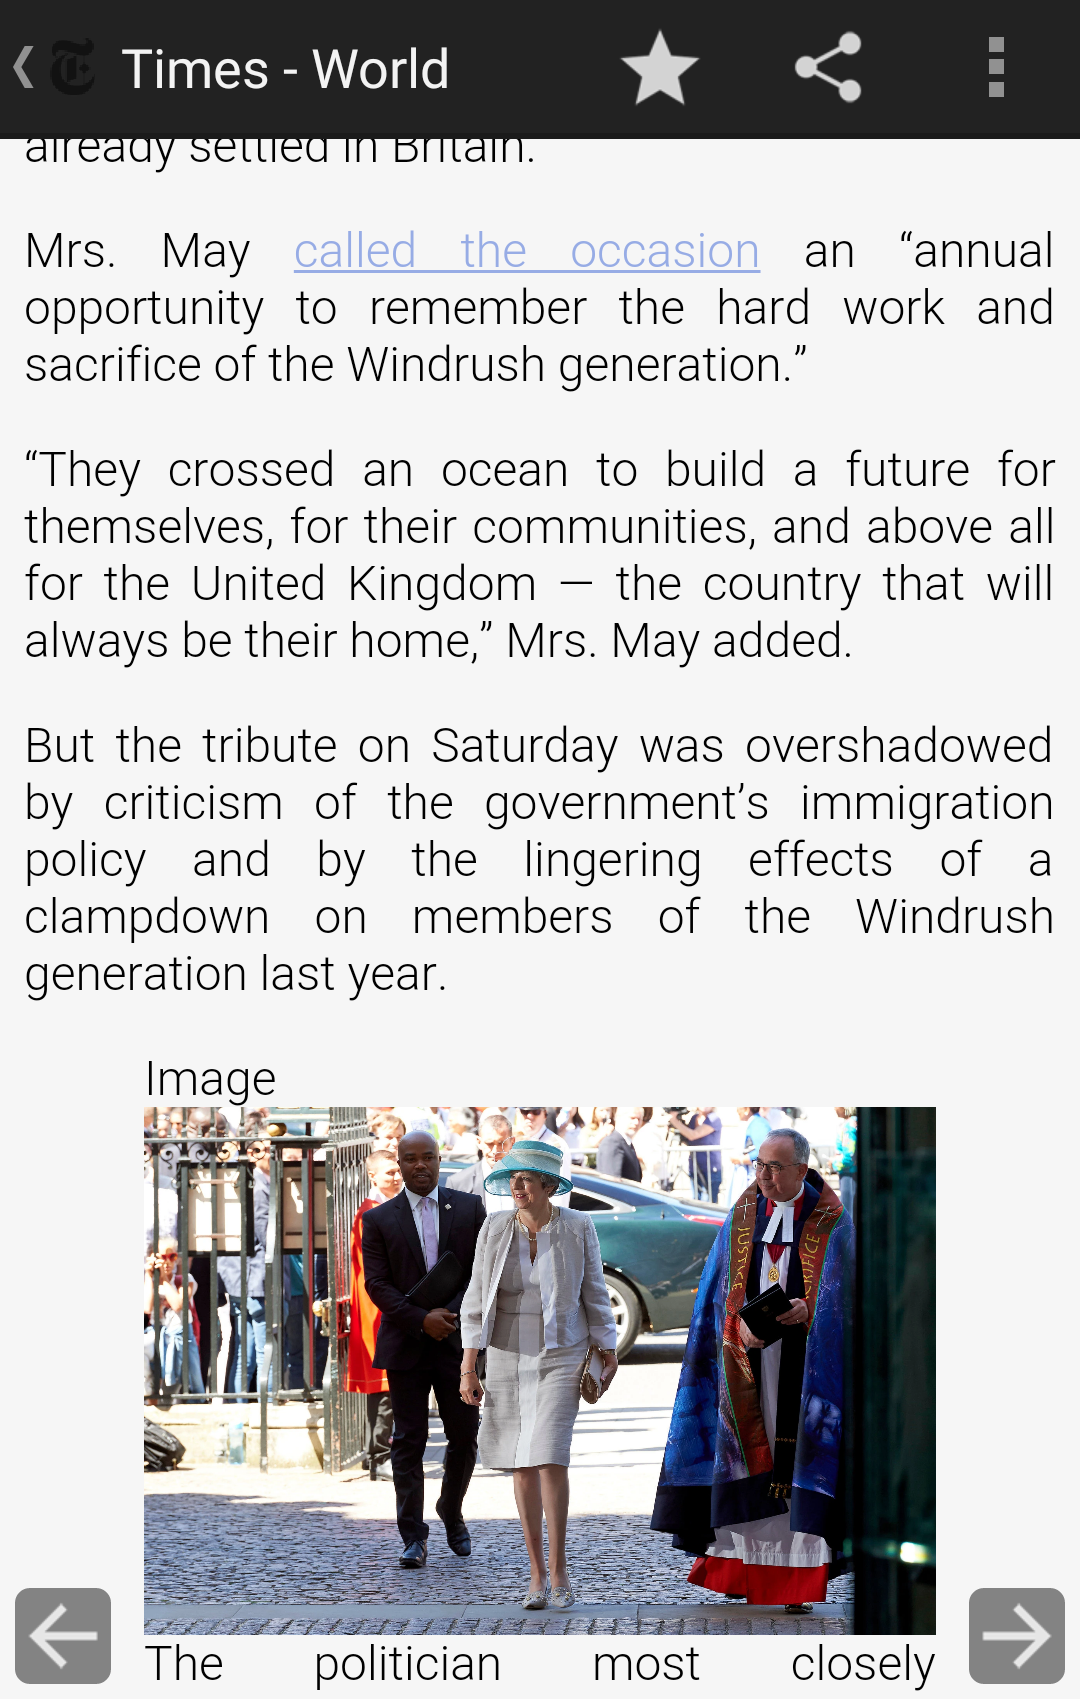 Times - World
already settled in Britain.
Mrs. May called the occasion an “annual
opportunity to remember the hard work and
sacrifice of the Windrush generation.”
“They crossed an ocean to build a future for
themselves, for their communities, and above all
for the United Kingdom — the country that will
always be their home,” Mrs. May added.
But the tribute on Saturday was overshadowed
by criticism of the government’s immigration
policy and by the lingering effects of a
clampdown on members of the Windrush
generation last year.
Image
JUSTICE
CRIFICE
The politician most closely